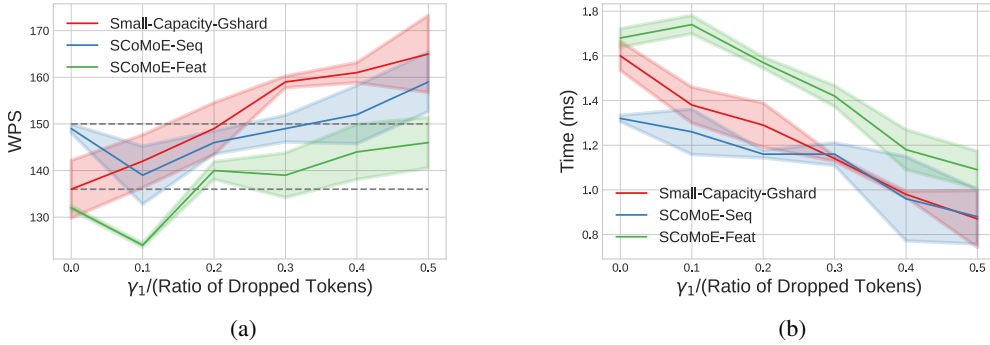 170
160
150
140
130
WPS
Small-Capacity-Gshard
SCoMoE-Seq
SCoMoE-Feat
0.0 0.1 0.2 0.3 0.4 0.5
γ₁/(Ratio of Dropped Tokens)
(a)
1.8
1.6
1.4
1.2
1.0
0.8
Time (ms)
Small-Capacity-Gshard
SCoMoE-Seq
SCoMoE-Feat
0.0 0.1 0.2 0.3 0.4 0.5
γ₁/(Ratio of Dropped Tokens)
(b)